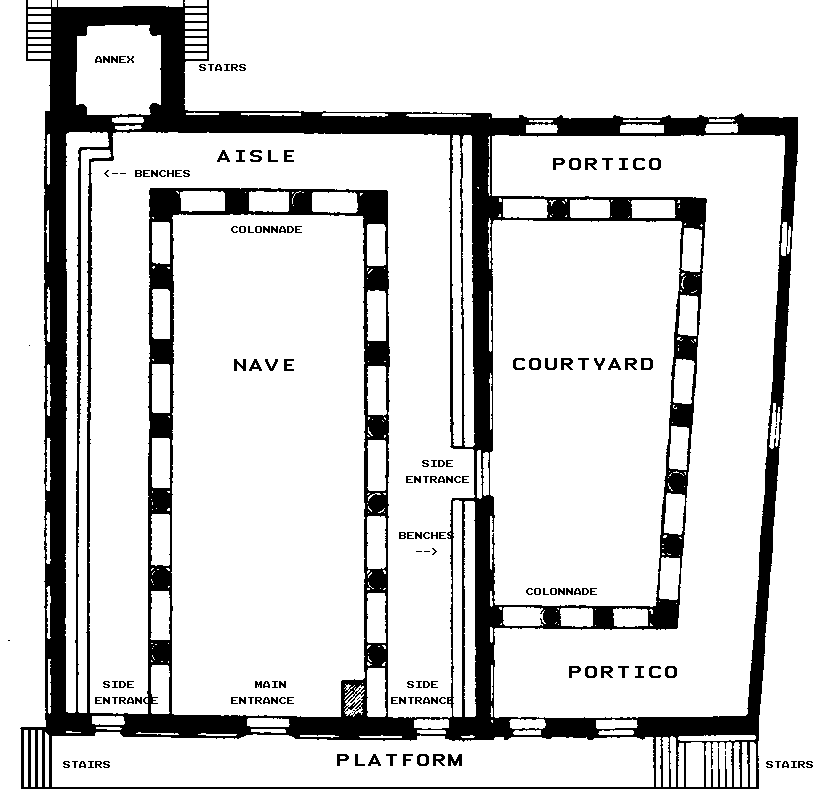 ANNEX
STAIRS
AISLE
PORTICO
<-- BENCHES
COLONNADE
NAVE
COURTYARD
SIDE
ENTRANCE
BENCHES
-->
COLONNADE
PORTICO
SIDE
ENTRANCE
MAIN
ENTRANCE
SIDE
ENTRANCE
PLATFORM
STAIRS
STAIRS